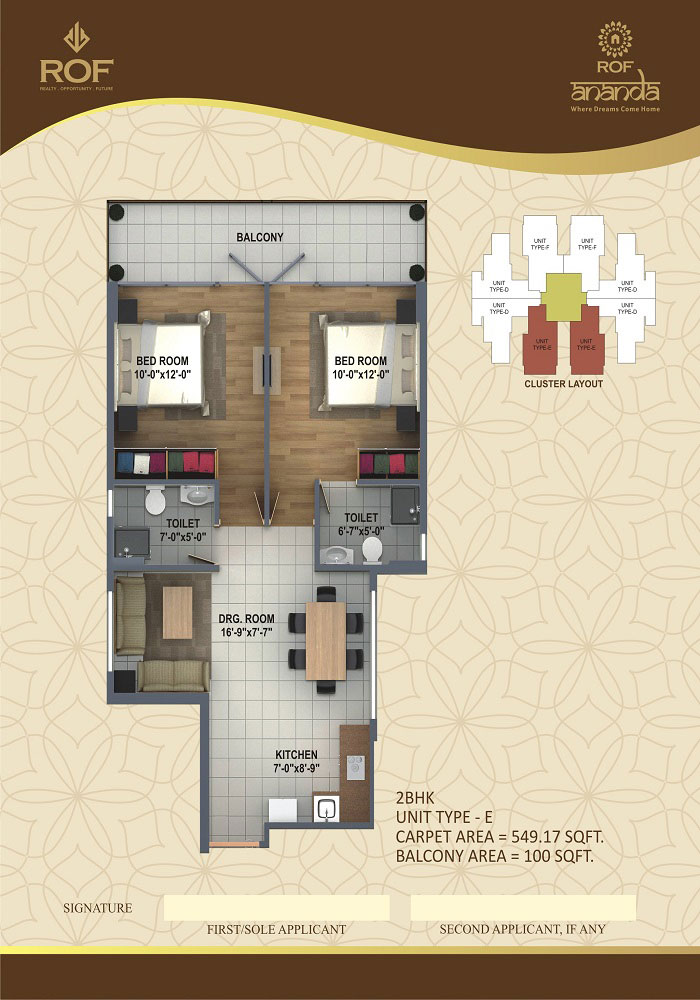 ROF
REALTY . OPPORTUNITY . FUTURE
ROF
ananda
Where Dreams Come Home
BALCONY
BED ROOM
10'-0"x12'-0"
BED ROOM
10'-0"x12'-0"
TOILET
7'-0"x5'-0"
TOILET
6'-7"x5'-0"
DRG. ROOM
16'-9"x7'-7"
KITCHEN
7'-0"x8'-9"
UNIT
TYPE-F
UNIT
TYPE-F
UNIT
TYPE-D
UNIT
TYPE-D
UNIT
TYPE-D
UNIT
TYPE-D
UNIT
TYPE-E
UNIT
TYPE-E
CLUSTER LAYOUT
2BHK
UNIT TYPE - E
CARPET AREA = 549.17 SQFT.
BALCONY AREA = 100 SQFT.
SIGNATURE
FIRST/SOLE APPLICANT
SECOND APPLICANT, IF ANY